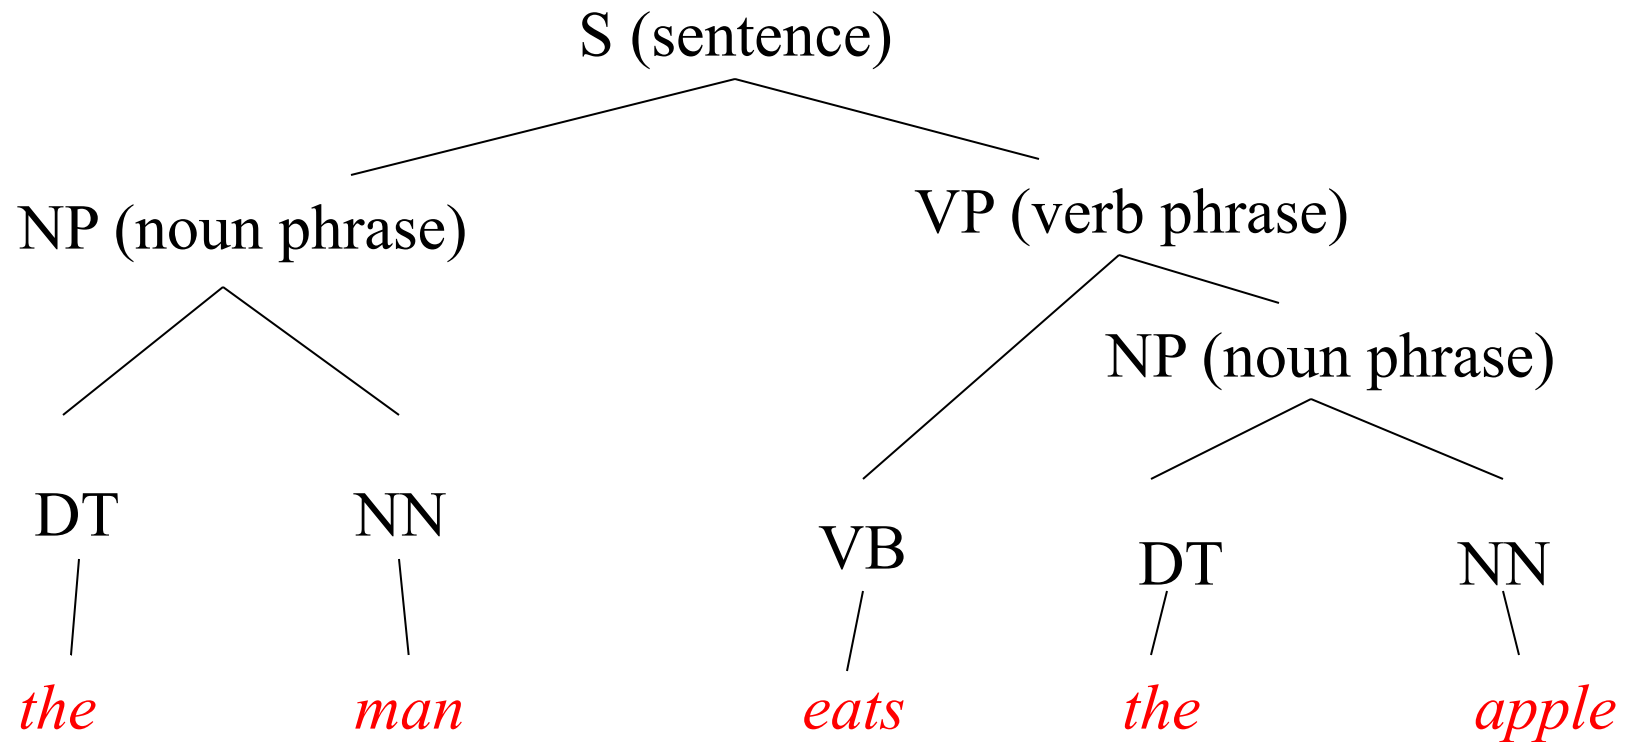 S (sentence)
NP (noun phrase) VP (verb phrase)
NP (noun phrase)
DT NN VB DT NN
the man eats the apple